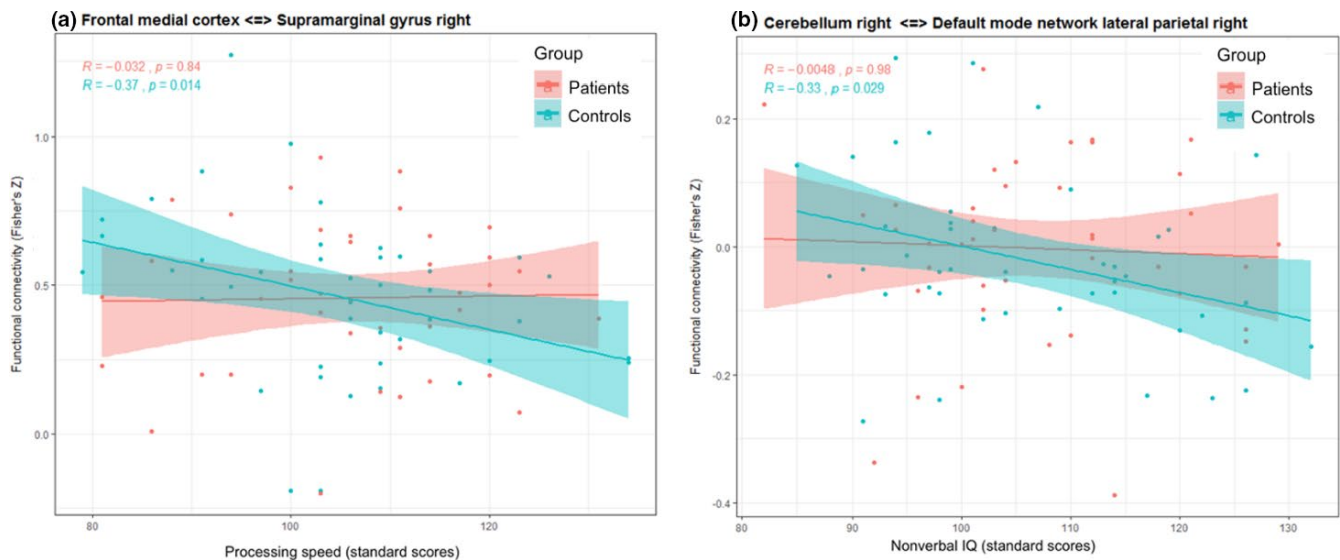 (a) Frontal medial cortex <=> Supramarginal gyrus right
R = −0.032 , p = 0.84
R = −0.37 , p = 0.014
Group
Patients
Controls
Functional connectivity (Fisher's Z)
1.0
0.5
0.0
80
100
120
Processing speed (standard scores)
(b) Cerebellum right <=> Default mode network lateral parietal right
R = −0.0048 , p = 0.98
R = −0.33 , p = 0.029
Group
Patients
Controls
Functional connectivity (Fisher's Z)
0.2
0.0
-0.2
-0.4
80
90
100
110
120
130
Nonverbal IQ (standard scores)